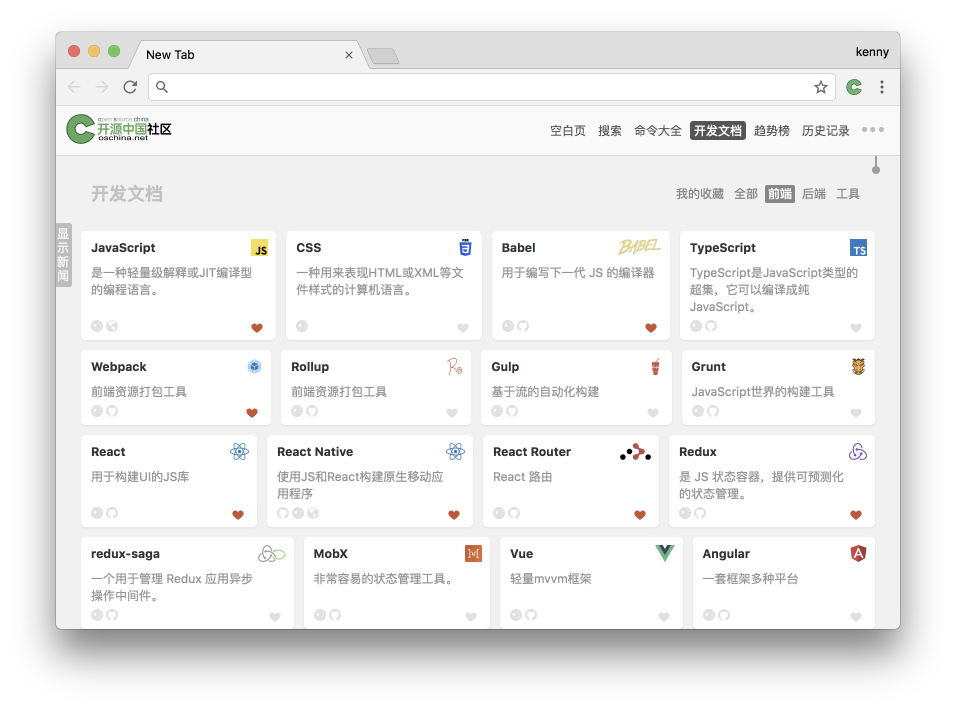 New Tab
kenny
open source china
开源中国社区
oschina.net
空白页 搜索 命令大全 开发文档 趋势榜 历史记录
开发文档
我的收藏 全部 前端 后端 工具
显示新闻
JavaScript
JS
是一种轻量级解释或JIT编译型
的编程语言。
CSS
一种用来表现HTML或XML等文
件样式的计算机语言。
Babel
BABEL
用于编写下一代 JS 的编译器
TypeScript
TS
TypeScript是JavaScript类型的
超集，它可以编译成纯
JavaScript。
Webpack
前端资源打包工具
Rollup
前端资源打包工具
Gulp
基于流的自动化构建
Grunt
JavaScript世界的构建工具
React
用于构建UI的JS库
React Native
使用JS和React构建原生移动应
用程序
React Router
React 路由
Redux
是 JS 状态容器，提供可预测化
的状态管理。
redux-saga
一个用于管理 Redux 应用异步
操作中间件。
MobX
非常容易的状态管理工具。
Vue
轻量mvvm框架
Angular
一套框架多种平台